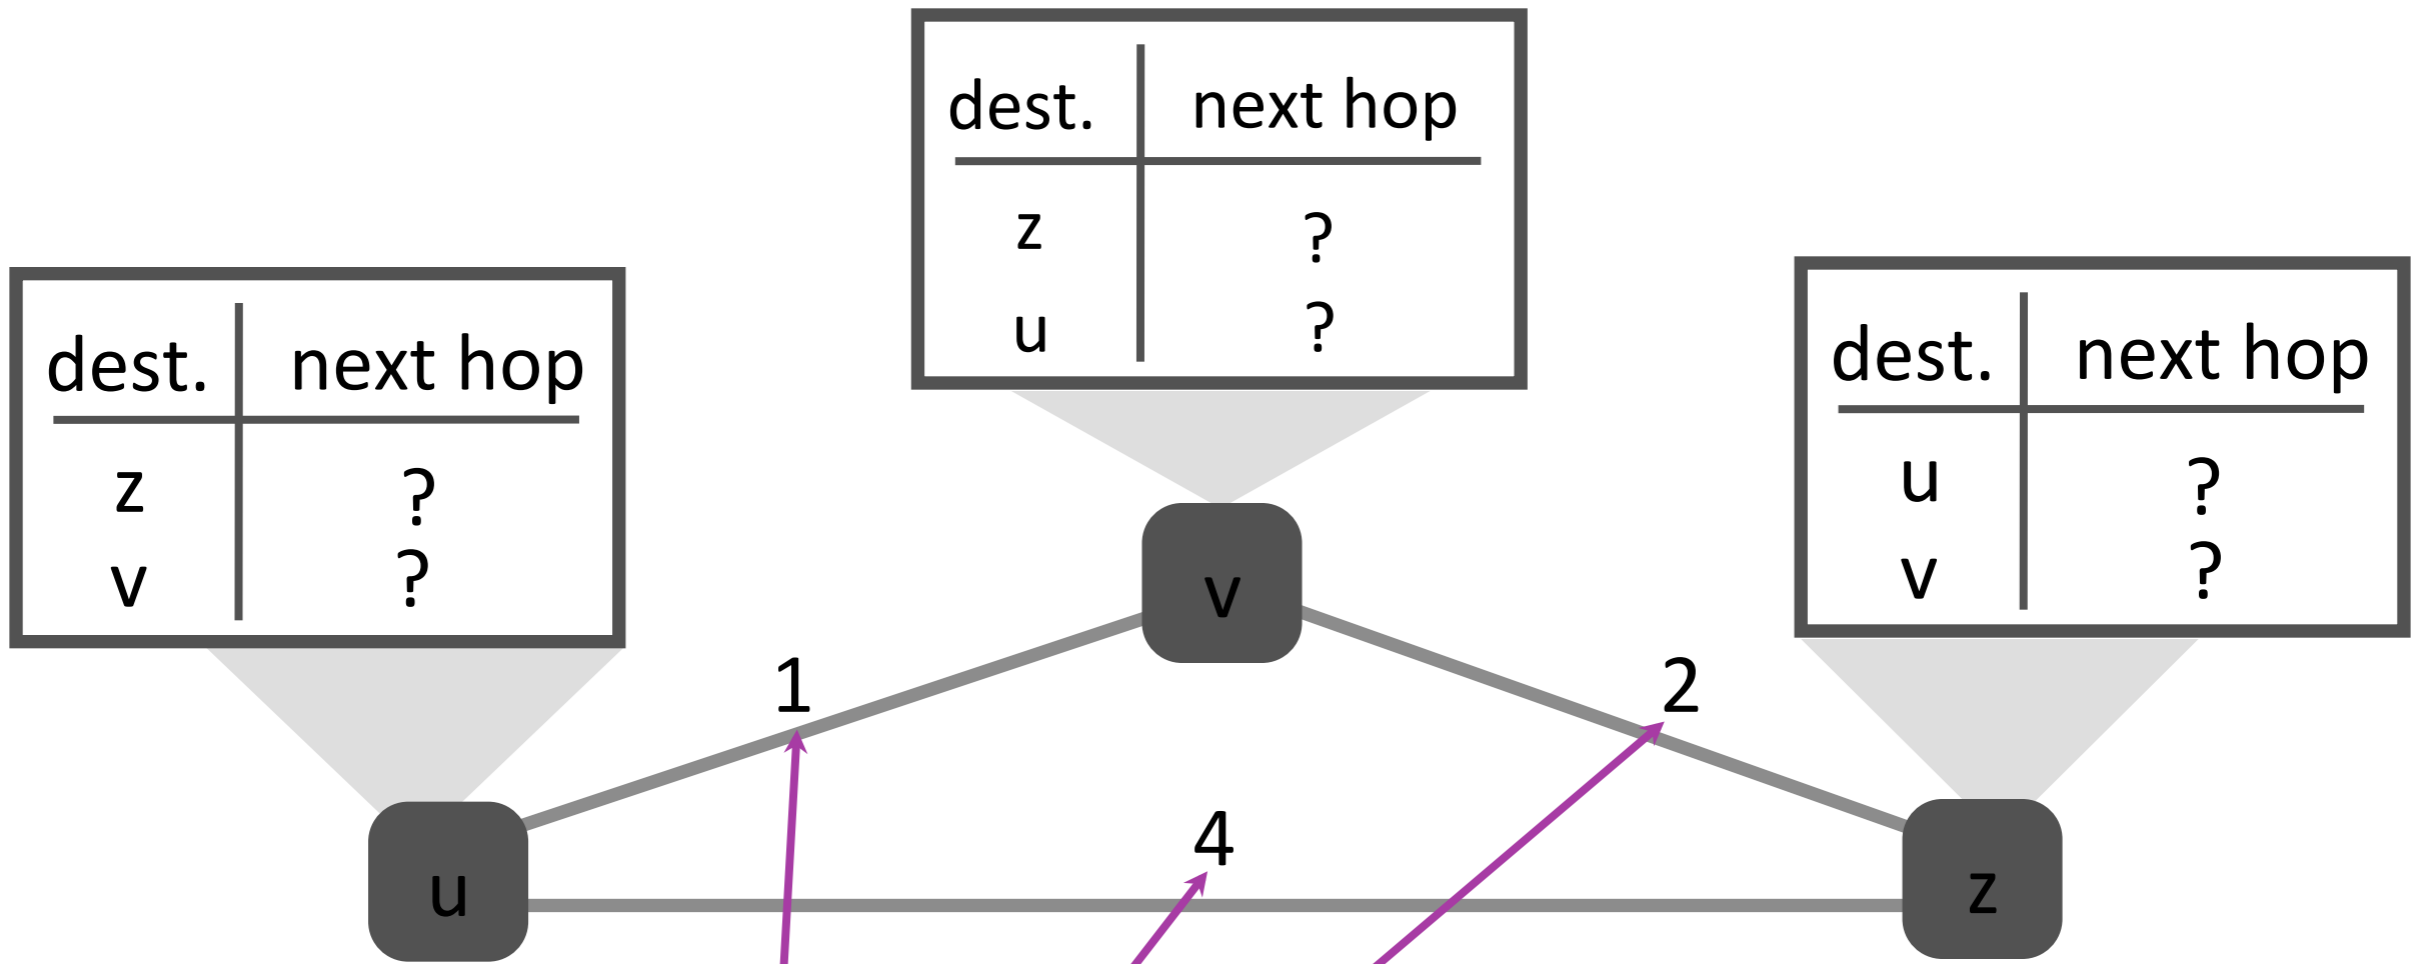 dest. next hop
z ?
u ?
dest. next hop
z ?
v ?
dest. next hop
u ?
v ?
v
1
2
4
u
z